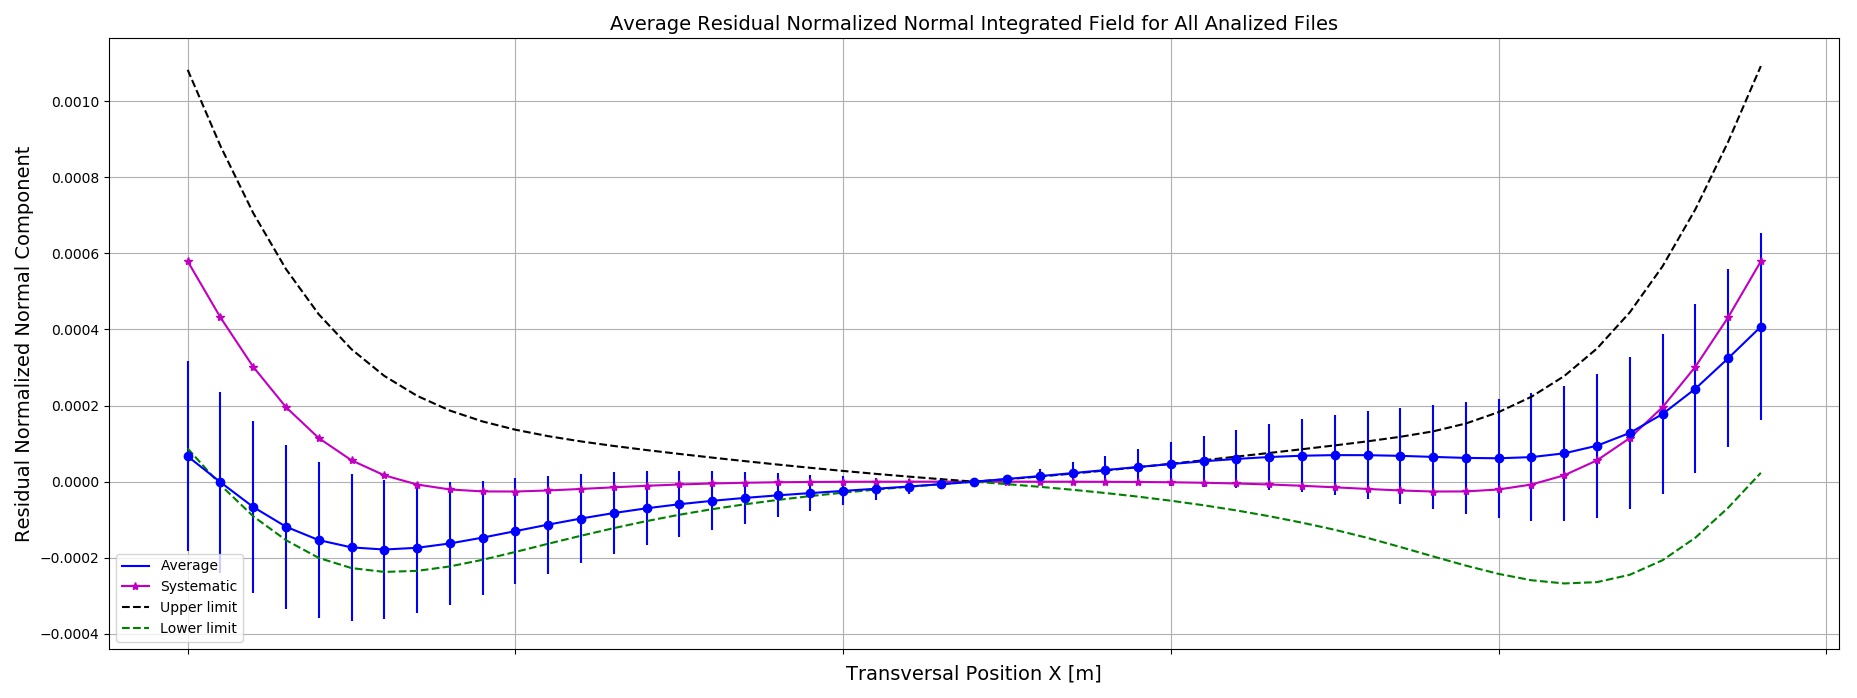 Average Residual Normalized Normal Integrated Field for All Analized Files
Residual Normalized Normal Component
0.0010
0.0008
0.0006
0.0004
0.0002
0.0000
−0.0002
−0.0004
Average
Systematic
Upper limit
Lower limit
Transversal Position X [m]